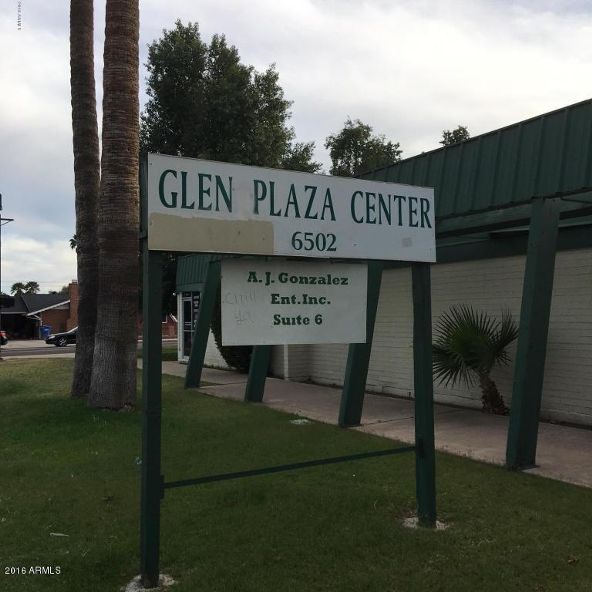 GLEN PLAZA CENTER
6502
A. J. Gonzalez
Ent. Inc.
Suite 6
2016 ARMLS